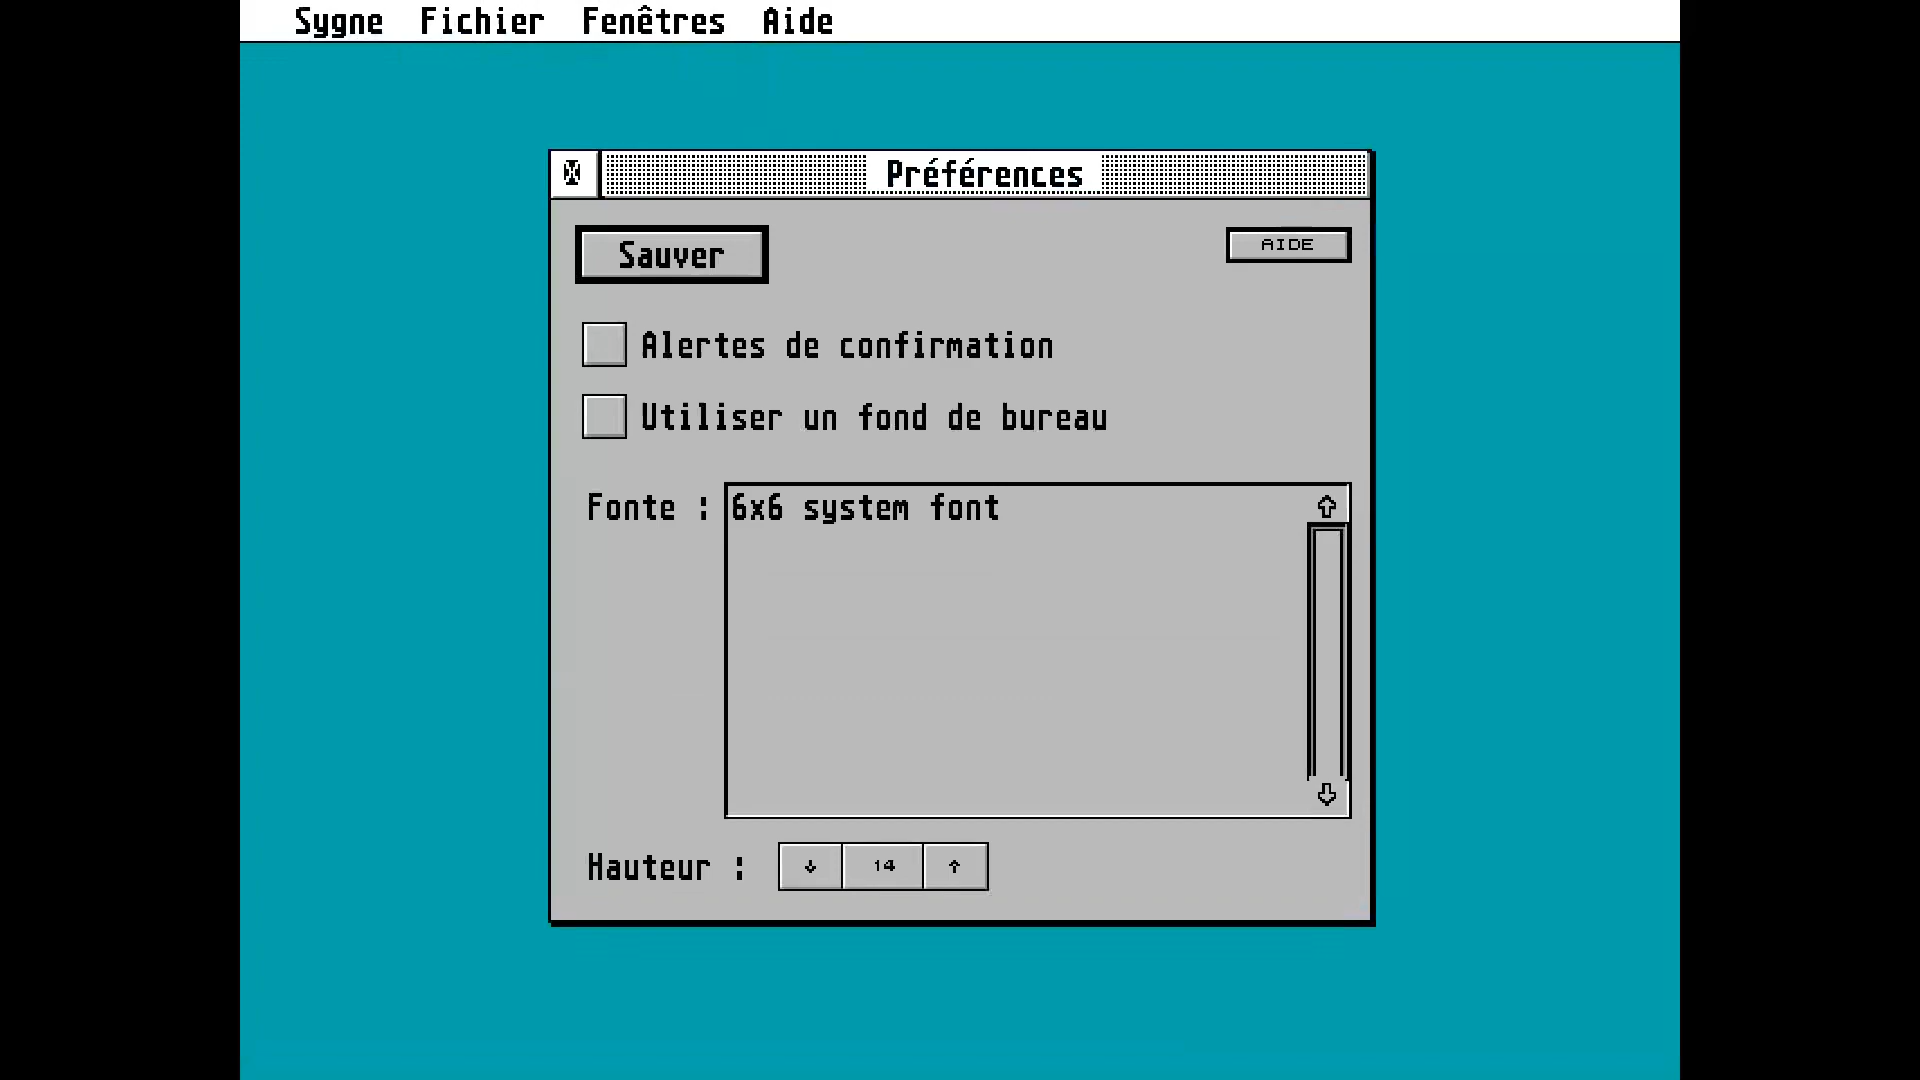 Sygne Fichier Fenêtres Aide
Préférences
Sauver AIDE
Alertes de confirmation
Utiliser un fond de bureau
Fonte : 6x6 system font
Hauteur : 14